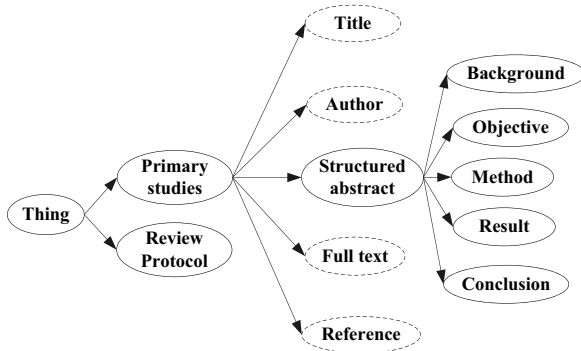 Thing
Primary
studies
Review
Protocol
Title
Author
Structured
abstract
Full text
Reference
Background
Objective
Method
Result
Conclusion